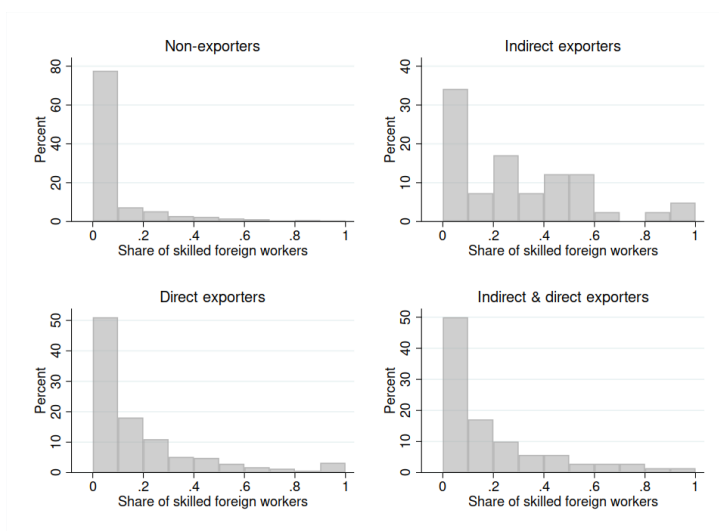 Non-exporters
Percent
80
60
40
20
0
0 .2 .4 .6 .8 1
Share of skilled foreign workers
Indirect exporters
Percent
40
30
20
10
0
0 .2 .4 .6 .8 1
Share of skilled foreign workers
Direct exporters
Percent
50
40
30
20
10
0
0 .2 .4 .6 .8 1
Share of skilled foreign workers
Indirect & direct exporters
Percent
50
40
30
20
10
0
0 .2 .4 .6 .8 1
Share of skilled foreign workers